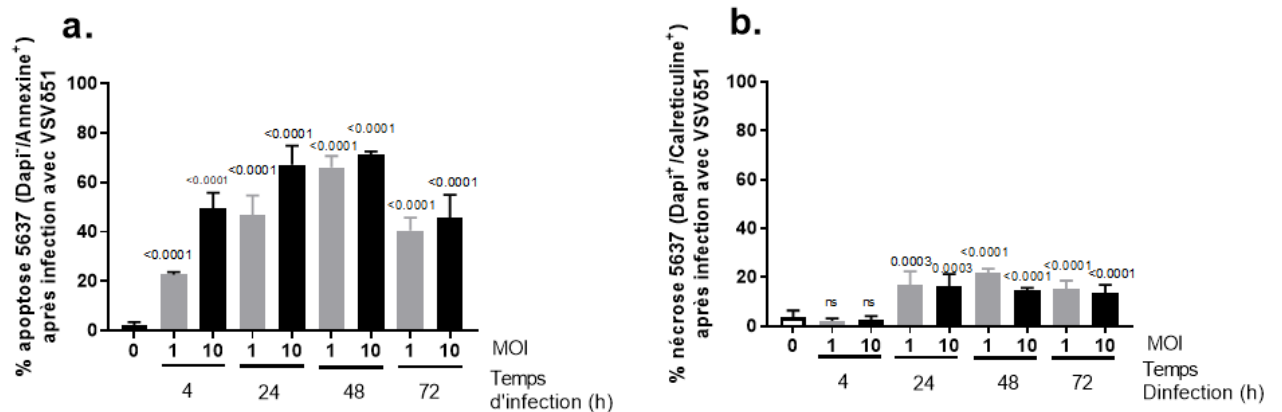 a.
% apoptose 5637 (Dapi⁻/Annexine⁺)
après infection avec VSVδ51
100
80
60
40
20
0
<0.0001
<0.0001
<0.0001
<0.0001
<0.0001
<0.0001
<0.0001
<0.0001
0 1 10 1 10 1 10 1 10 MOI
4 24 48 72 Temps
d'infection (h)
b.
% nécrose 5637 (Dapi⁺/Calreticuline⁺)
après infection avec VSVδ51
100
80
60
40
20
0
ns
ns
0.0003
0.0003
<0.0001
<0.0001
<0.0001
<0.0001
0 1 10 1 10 1 10 1 10 MOI
4 24 48 72 Temps
Dinfection (h)